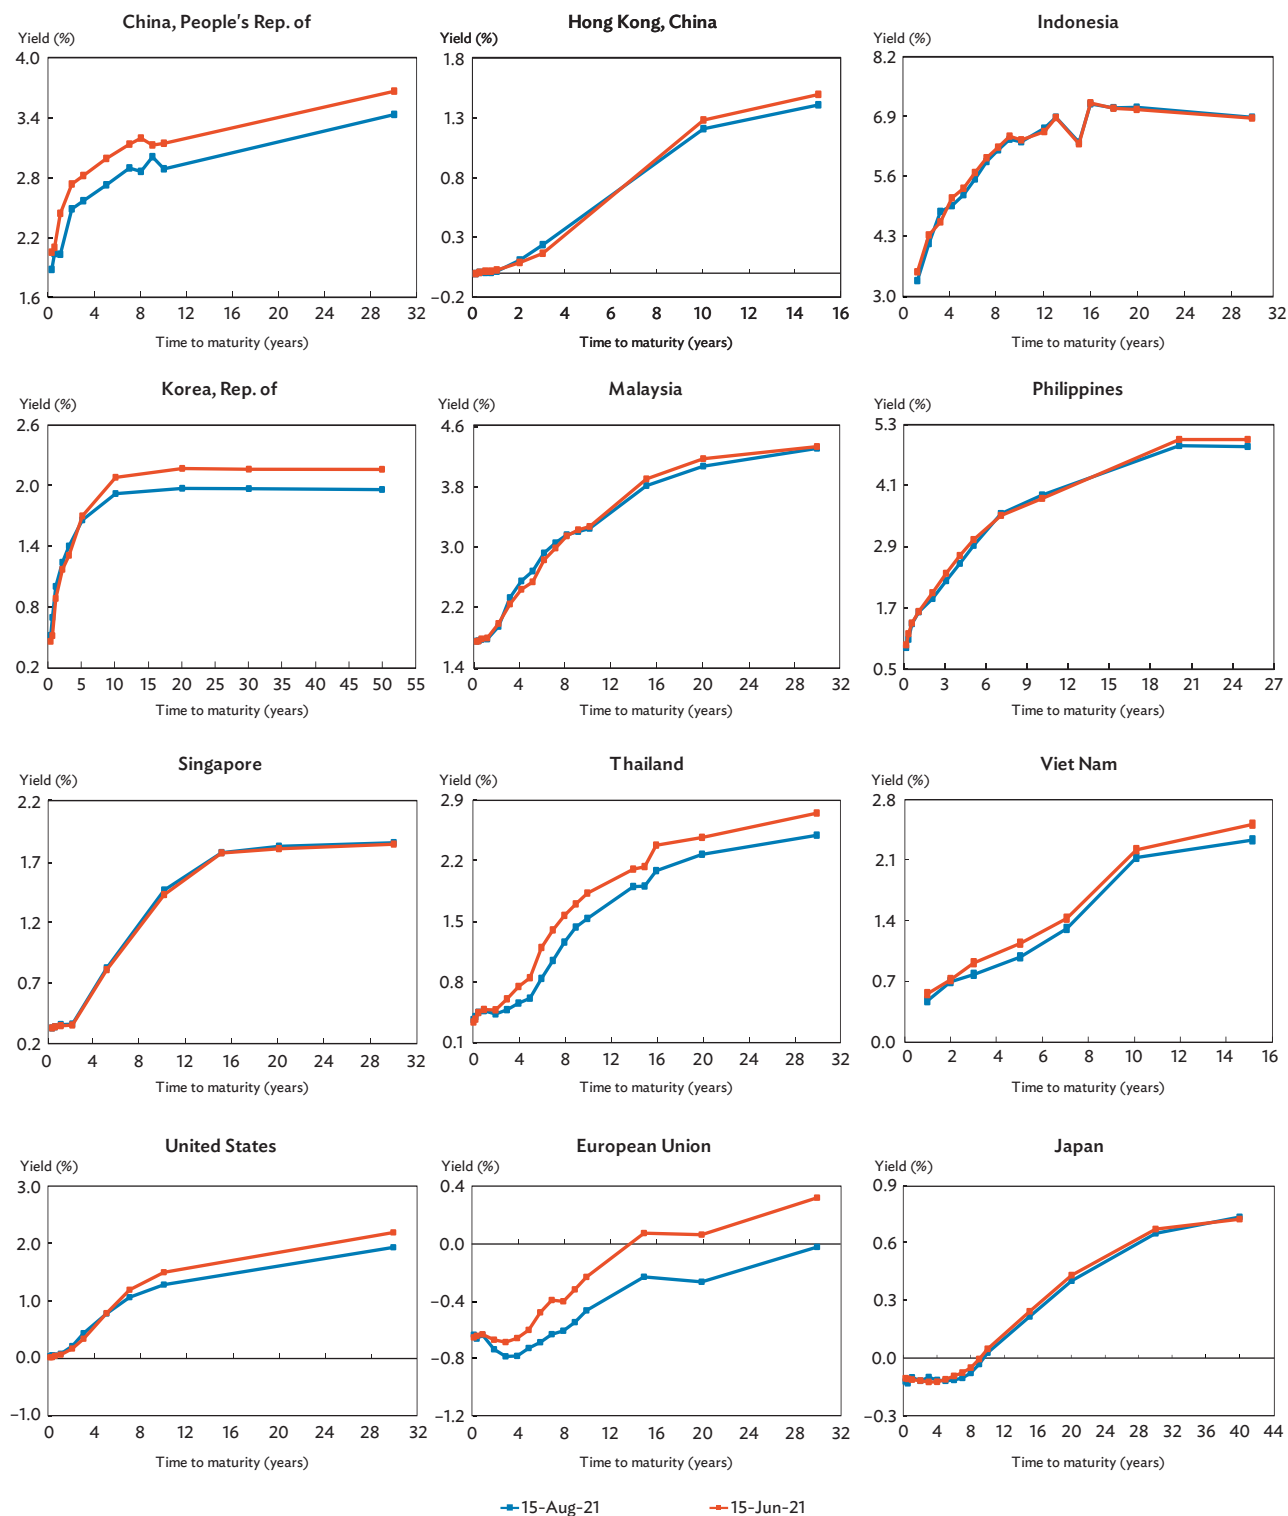 China, People's Rep. of
Yield (%)
4.0
3.4
2.8
2.2
1.6
0 4 8 12 16 20 24 28 32
Time to maturity (years)
Hong Kong, China
Yield (%)
1.8
1.3
0.8
0.3
−0.2
0 2 4 6 8 10 12 14 16
Time to maturity (years)
Indonesia
Yield (%)
8.2
6.9
5.6
4.3
3.0
0 4 8 12 16 20 24 28 32
Time to maturity (years)
Korea, Rep. of
Yield (%)
2.6
2.0
1.4
0.8
0.2
0 5 10 15 20 25 30 35 40 45 50 55
Time to maturity (years)
Malaysia
Yield (%)
4.6
3.8
3.0
2.2
1.4
0 4 8 12 16 20 24 28 32
Time to maturity (years)
Philippines
Yield (%)
5.3
4.1
2.9
1.7
0.5
0 3 6 9 12 15 18 21 24 27
Time to maturity (years)
Singapore
Yield (%)
2.2
1.7
1.2
0.7
0.2
0 4 8 12 16 20 24 28 32
Time to maturity (years)
Thailand
Yield (%)
2.9
2.2
1.5
0.8
0.1
0 4 8 12 16 20 24 28 32
Time to maturity (years)
Viet Nam
Yield (%)
2.8
2.1
1.4
0.7
0.0
0 2 4 6 8 10 12 14 16
Time to maturity (years)
United States
Yield (%)
3.0
2.0
1.0
0.0
−1.0
0 4 8 12 16 20 24 28 32
Time to maturity (years)
European Union
Yield (%)
0.4
0.0
−0.4
−0.8
−1.2
0 4 8 12 16 20 24 28 32
Time to maturity (years)
Japan
Yield (%)
0.9
0.6
0.3
0.0
−0.3
0 4 8 12 16 20 24 28 32 36 40 44
Time to maturity (years)
15-Aug-21
15-Jun-21